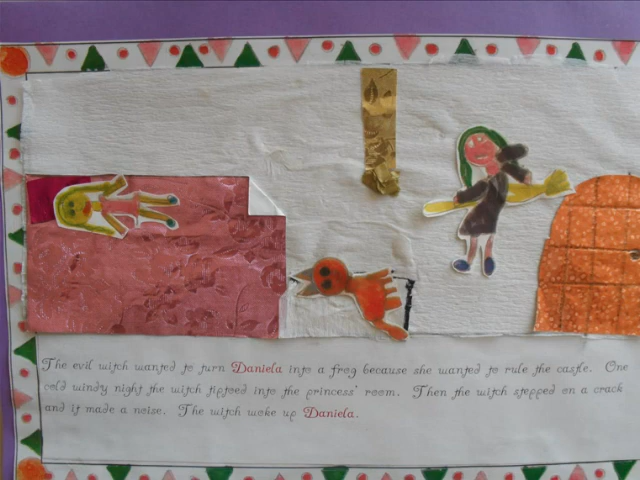 The evil witch wanted to turn Daniela into a frog because she wanted to rule the castle. One
cold windy night the witch tiptoed into the princess' room. Then the witch stepped on a crack
and it made a noise. The witch woke up Daniela.